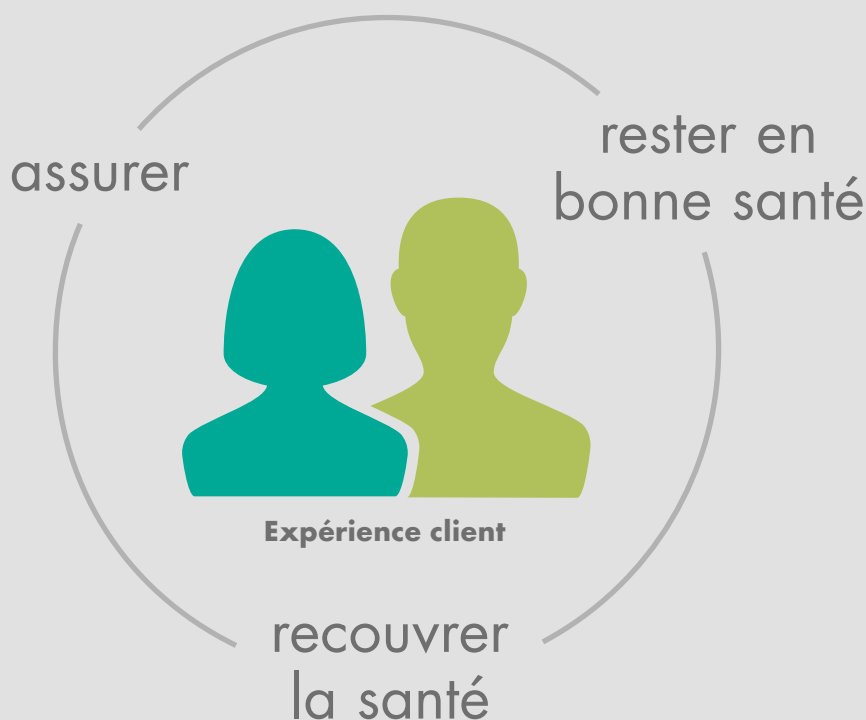 assurer
rester en
bonne santé
Expérience client
recouvrer
la santé